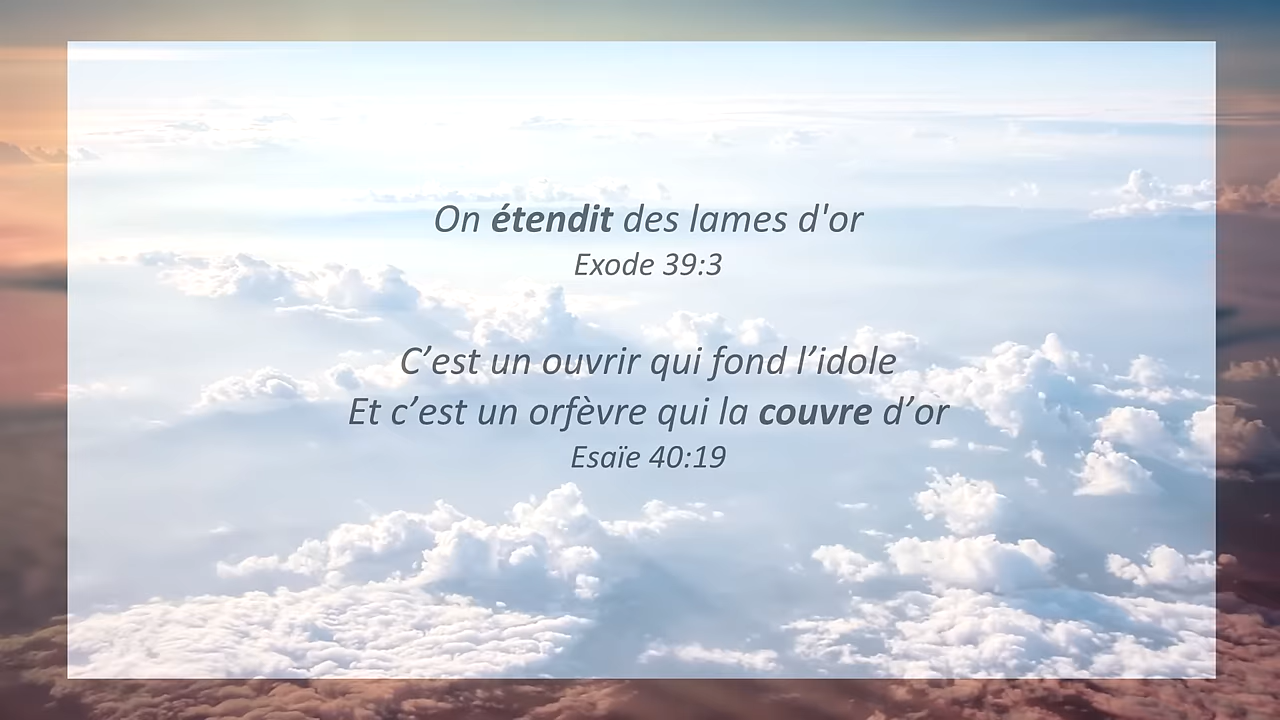 On étendit des lames d'or
Exode 39:3
C’est un ouvrir qui fond l’idole
Et c’est un orfèvre qui la couvre d’or
Esaïe 40:19